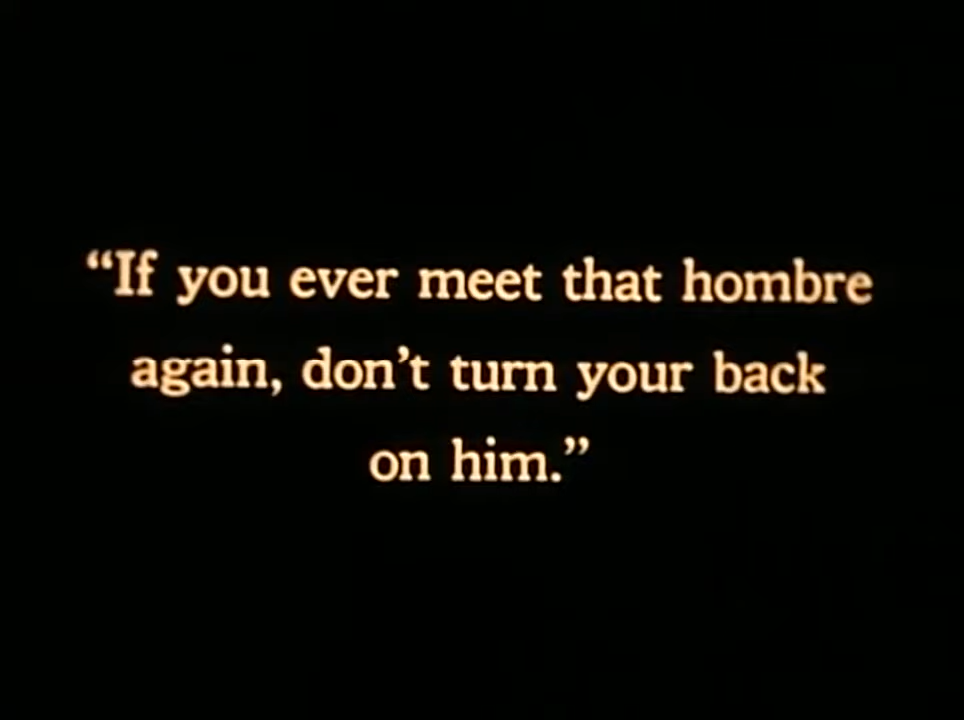 “If you ever meet that hombre
again, don’t turn your back
on him.”